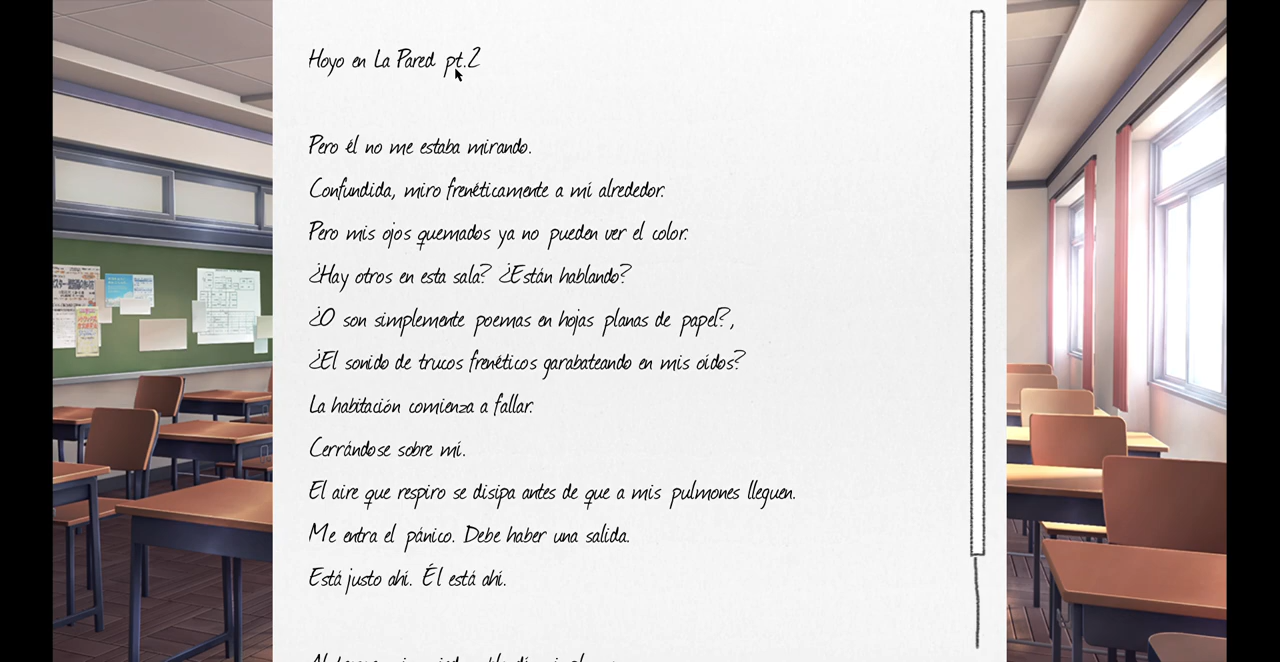 Hoyo en La Pared pt.2
Pero él no me estaba mirando.
Confundida, miro frenéticamente a mí alrededor.
Pero mis ojos quemados ya no pueden ver el color.
¿Hay otros en esta sala? ¿Están hablando?
¿O son simplemente poemas en hojas planas de papel?,
¿El sonido de trucos frenéticos garabateando en mis oídos?
La habitación comienza a fallar.
Cerrándose sobre mí.
El aire que respiro se disipa antes de que a mis pulmones lleguen.
Me entra el pánico. Debe haber una salida.
Está justo ahí. Él está ahí.